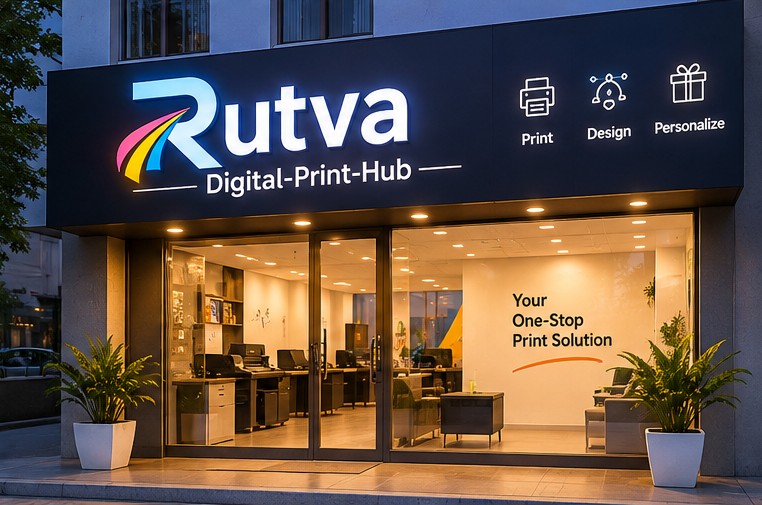 Rutva
Digital-Print-Hub
Print
Design
Personalize
Your
One-Stop
Print Solution